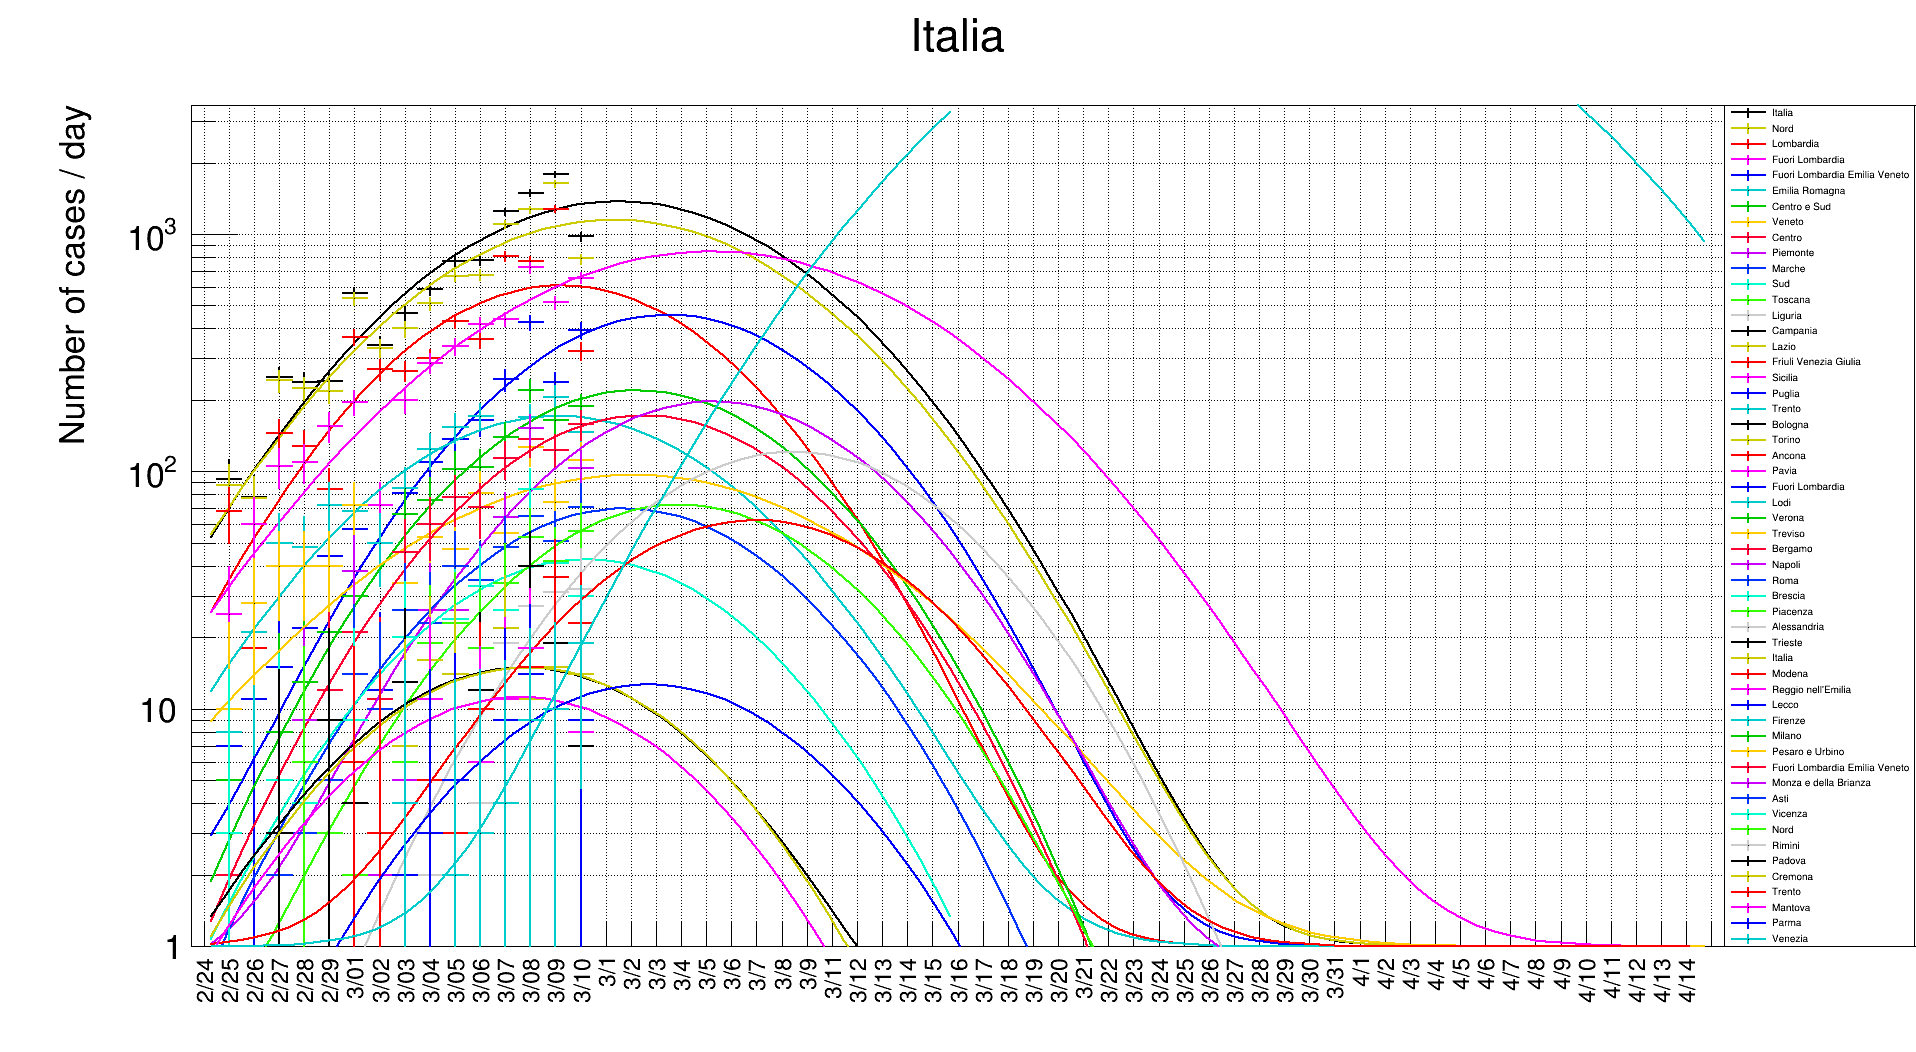 Italia
Number of cases / day
10³
10²
10
1
2/24
2/25
2/26
2/27
2/28
2/29
3/01
3/02
3/03
3/04
3/05
3/06
3/07
3/08
3/09
3/10
3/1
3/2
3/3
3/4
3/5
3/6
3/7
3/8
3/9
3/11
3/12
3/13
3/14
3/15
3/16
3/17
3/18
3/19
3/20
3/21
3/22
3/23
3/24
3/25
3/26
3/27
3/28
3/29
3/30
3/31
4/1
4/2
4/3
4/4
4/5
4/6
4/7
4/8
4/9
4/10
4/11
4/12
4/13
4/14
Italia
Nord
Lombardia
Fuori Lombardia
Fuori Lombardia Emilia Veneto
Emilia Romagna
Centro e Sud
Veneto
Centro
Piemonte
Marche
Sud
Toscana
Liguria
Campania
Lazio
Friuli Venezia Giulia
Sicilia
Puglia
Trento
Bologna
Torino
Ancona
Pavia
Fuori Lombardia
Lodi
Verona
Treviso
Bergamo
Napoli
Roma
Brescia
Piacenza
Alessandria
Trieste
Italia
Modena
Reggio nell'Emilia
Lecco
Firenze
Milano
Pesaro e Urbino
Fuori Lombardia Emilia Veneto
Monza e della Brianza
Asti
Vicenza
Nord
Rimini
Padova
Cremona
Trento
Mantova
Parma
Venezia